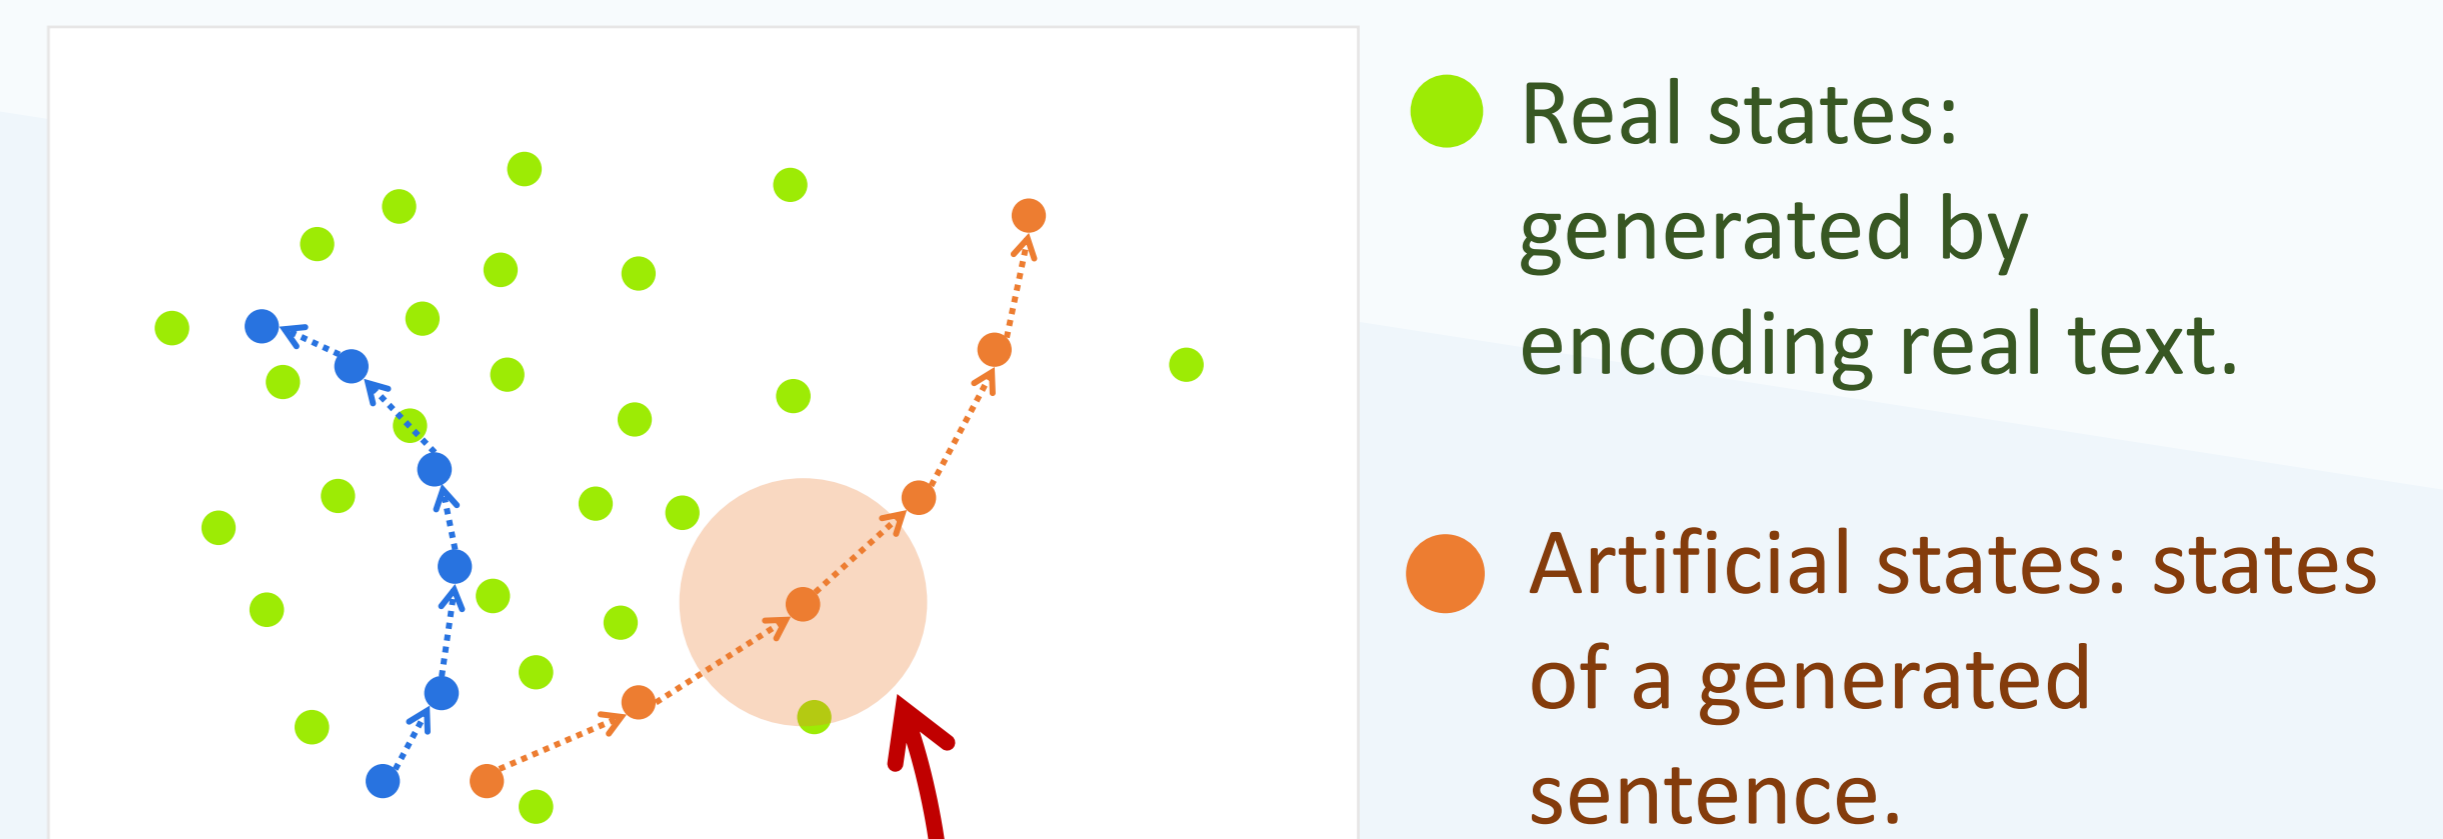 Real states:
generated by
encoding real text.
Artificial states: states
of a generated
sentence.